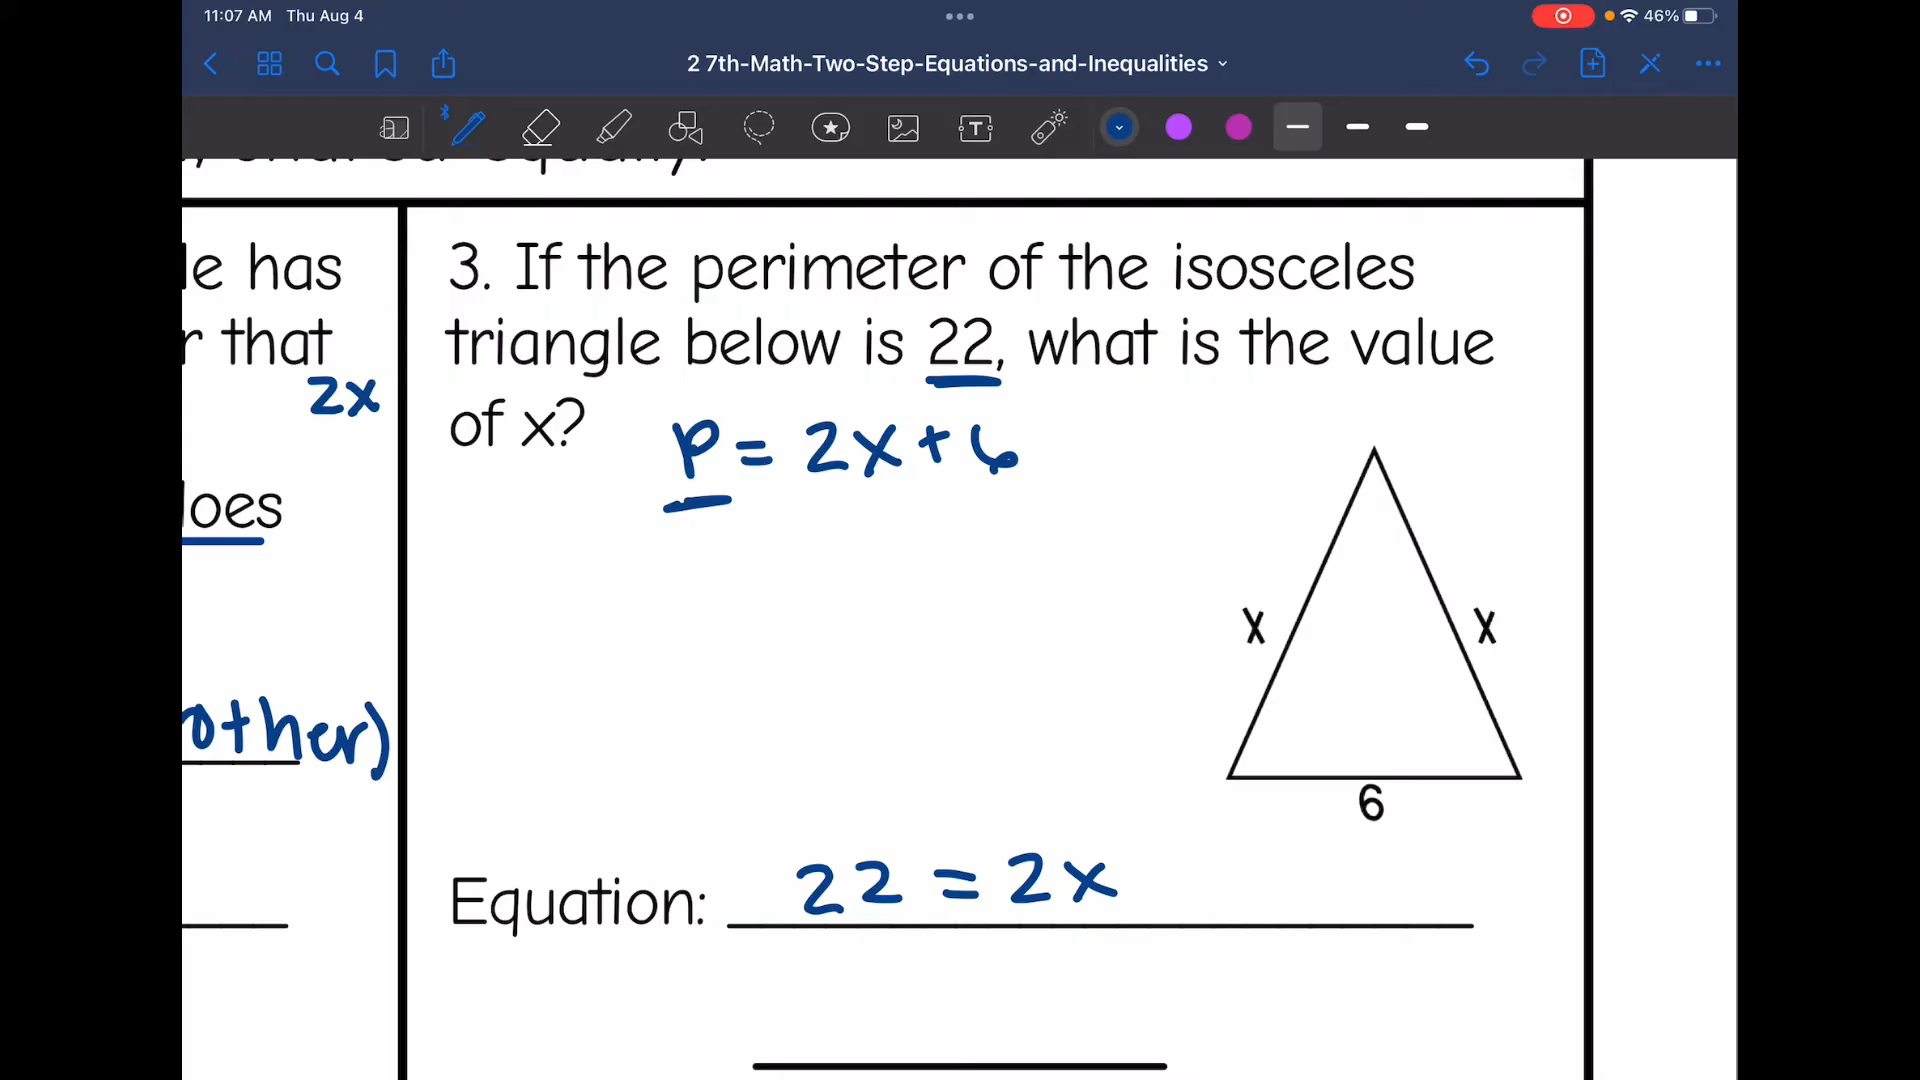 11:07 AM Thu Aug 4
46%
2 7th-Math-Two-Step-Equations-and-Inequalities
equally.
le has
r that
2x
loes
other)
3. If the perimeter of the isosceles
triangle below is 22, what is the value
of x?
P = 2x + 6
x
x
6
Equation: 22 = 2x